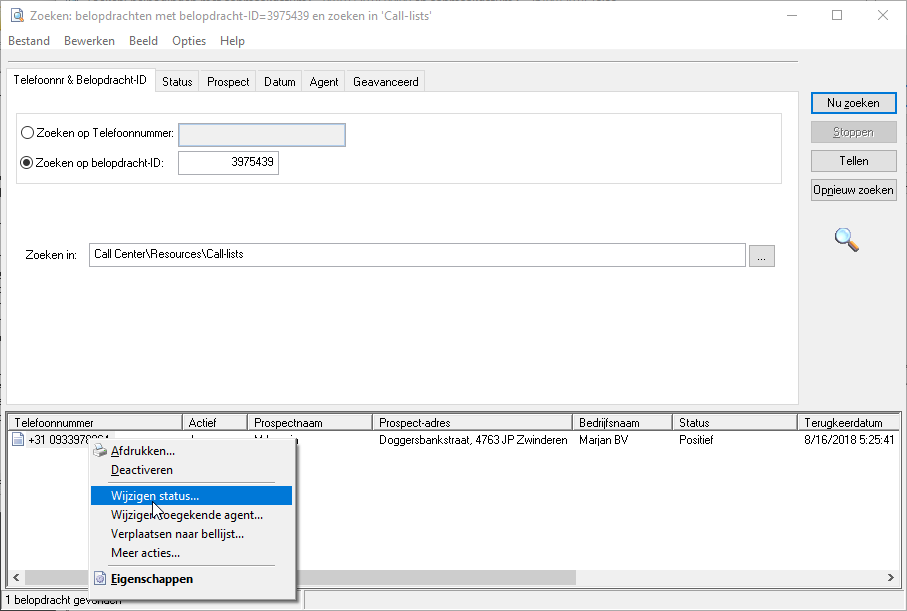 Zoeken: belopdrachten met belopdracht-ID=3975439 en zoeken in 'Call-lists'
Bestand Bewerken Beeld Opties Help
Telefoonnr & Belopdracht-ID Status Prospect Datum Agent Geavanceerd
Zoeken op Telefoonnummer:
Zoeken op belopdracht-ID: 3975439
Nu zoeken
Stoppen
Tellen
Opnieuw zoeken
Zoeken in: Call Center\Resources\Call-lists ...
Telefoonnummer Actief Prospectnaam Prospect-adres Bedrijfsnaam Status Terugkeerdatum
+31 Doggersbankstraat, 4763 JP Zwinderen Marjan BV Positief 8/16/2018 5:25:41
Afdrukken...
Deactiveren
Wijzigen status...
Wijzigen toegekende agent...
Verplaatsen naar bellijst...
Meer acties...
Eigenschappen
1 belopdracht gevonden